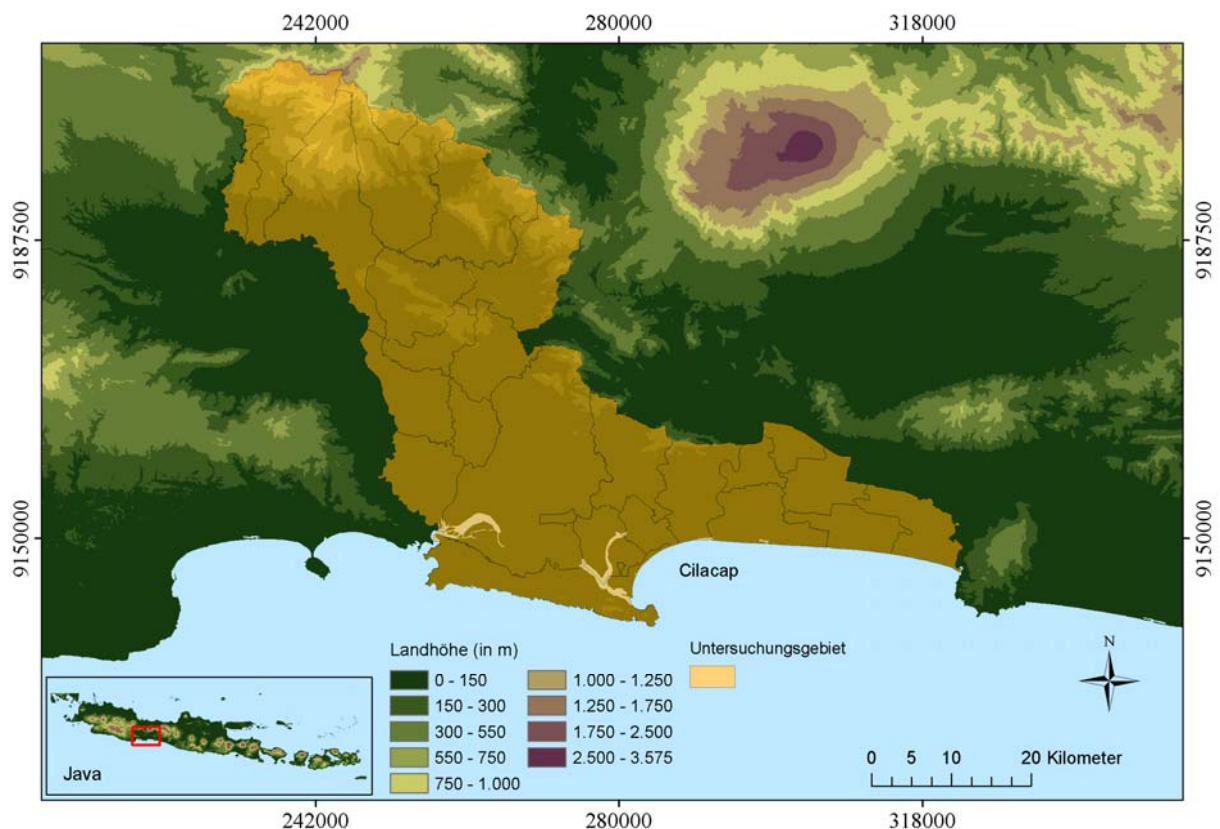 242000 280000 318000
9187500 9187500
9150000 9150000
Cilacap
Landhöhe (in m)
0 - 150
150 - 300
300 - 550
550 - 750
750 - 1.000
1.000 - 1.250
1.250 - 1.750
1.750 - 2.500
2.500 - 3.575
Untersuchungsgebiet
N
Java
0 5 10 20 Kilometer
242000 280000 318000